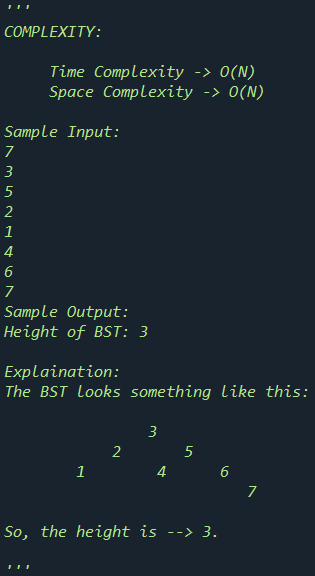 '''
COMPLEXITY:
Time Complexity -> O(N)
Space Complexity -> O(N)
Sample Input:
7
3
5
2
1
4
6
7
Sample Output:
Height of BST: 3
Explaination:
The BST looks something like this:
3
2 5
1 4 6
7
So, the height is --> 3.
'''